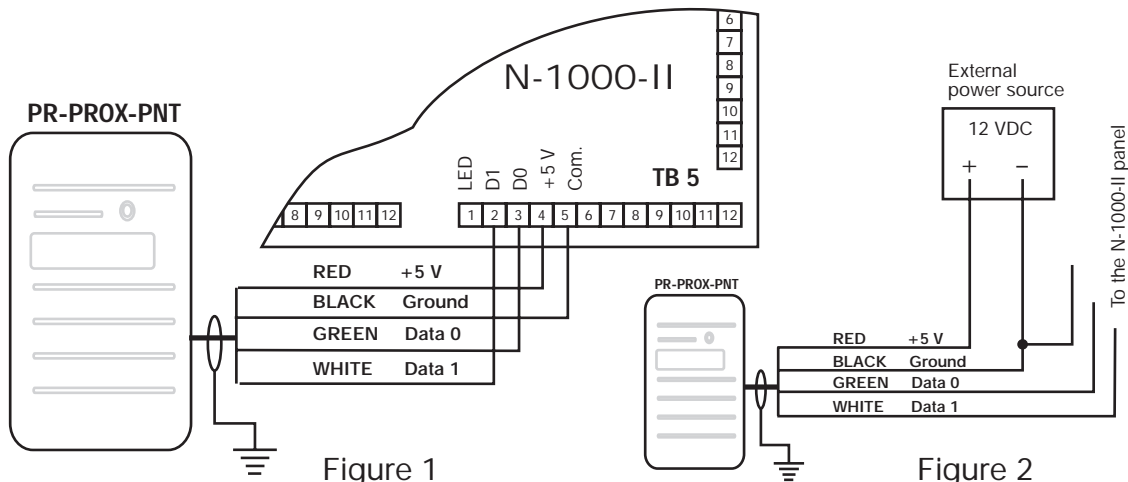 PR-PROX-PNT
N-1000-II
6
7
8
9
10
11
12
LED
D1
D0
+5 V
Com.
TB 5
8 9 10 11 12
1 2 3 4 5 6 7 8 9 10 11 12
RED +5 V
BLACK Ground
GREEN Data 0
WHITE Data 1
Figure 1
External
power source
12 VDC
+ –
To the N-1000-II panel
PR-PROX-PNT
RED +5 V
BLACK Ground
GREEN Data 0
WHITE Data 1
Figure 2